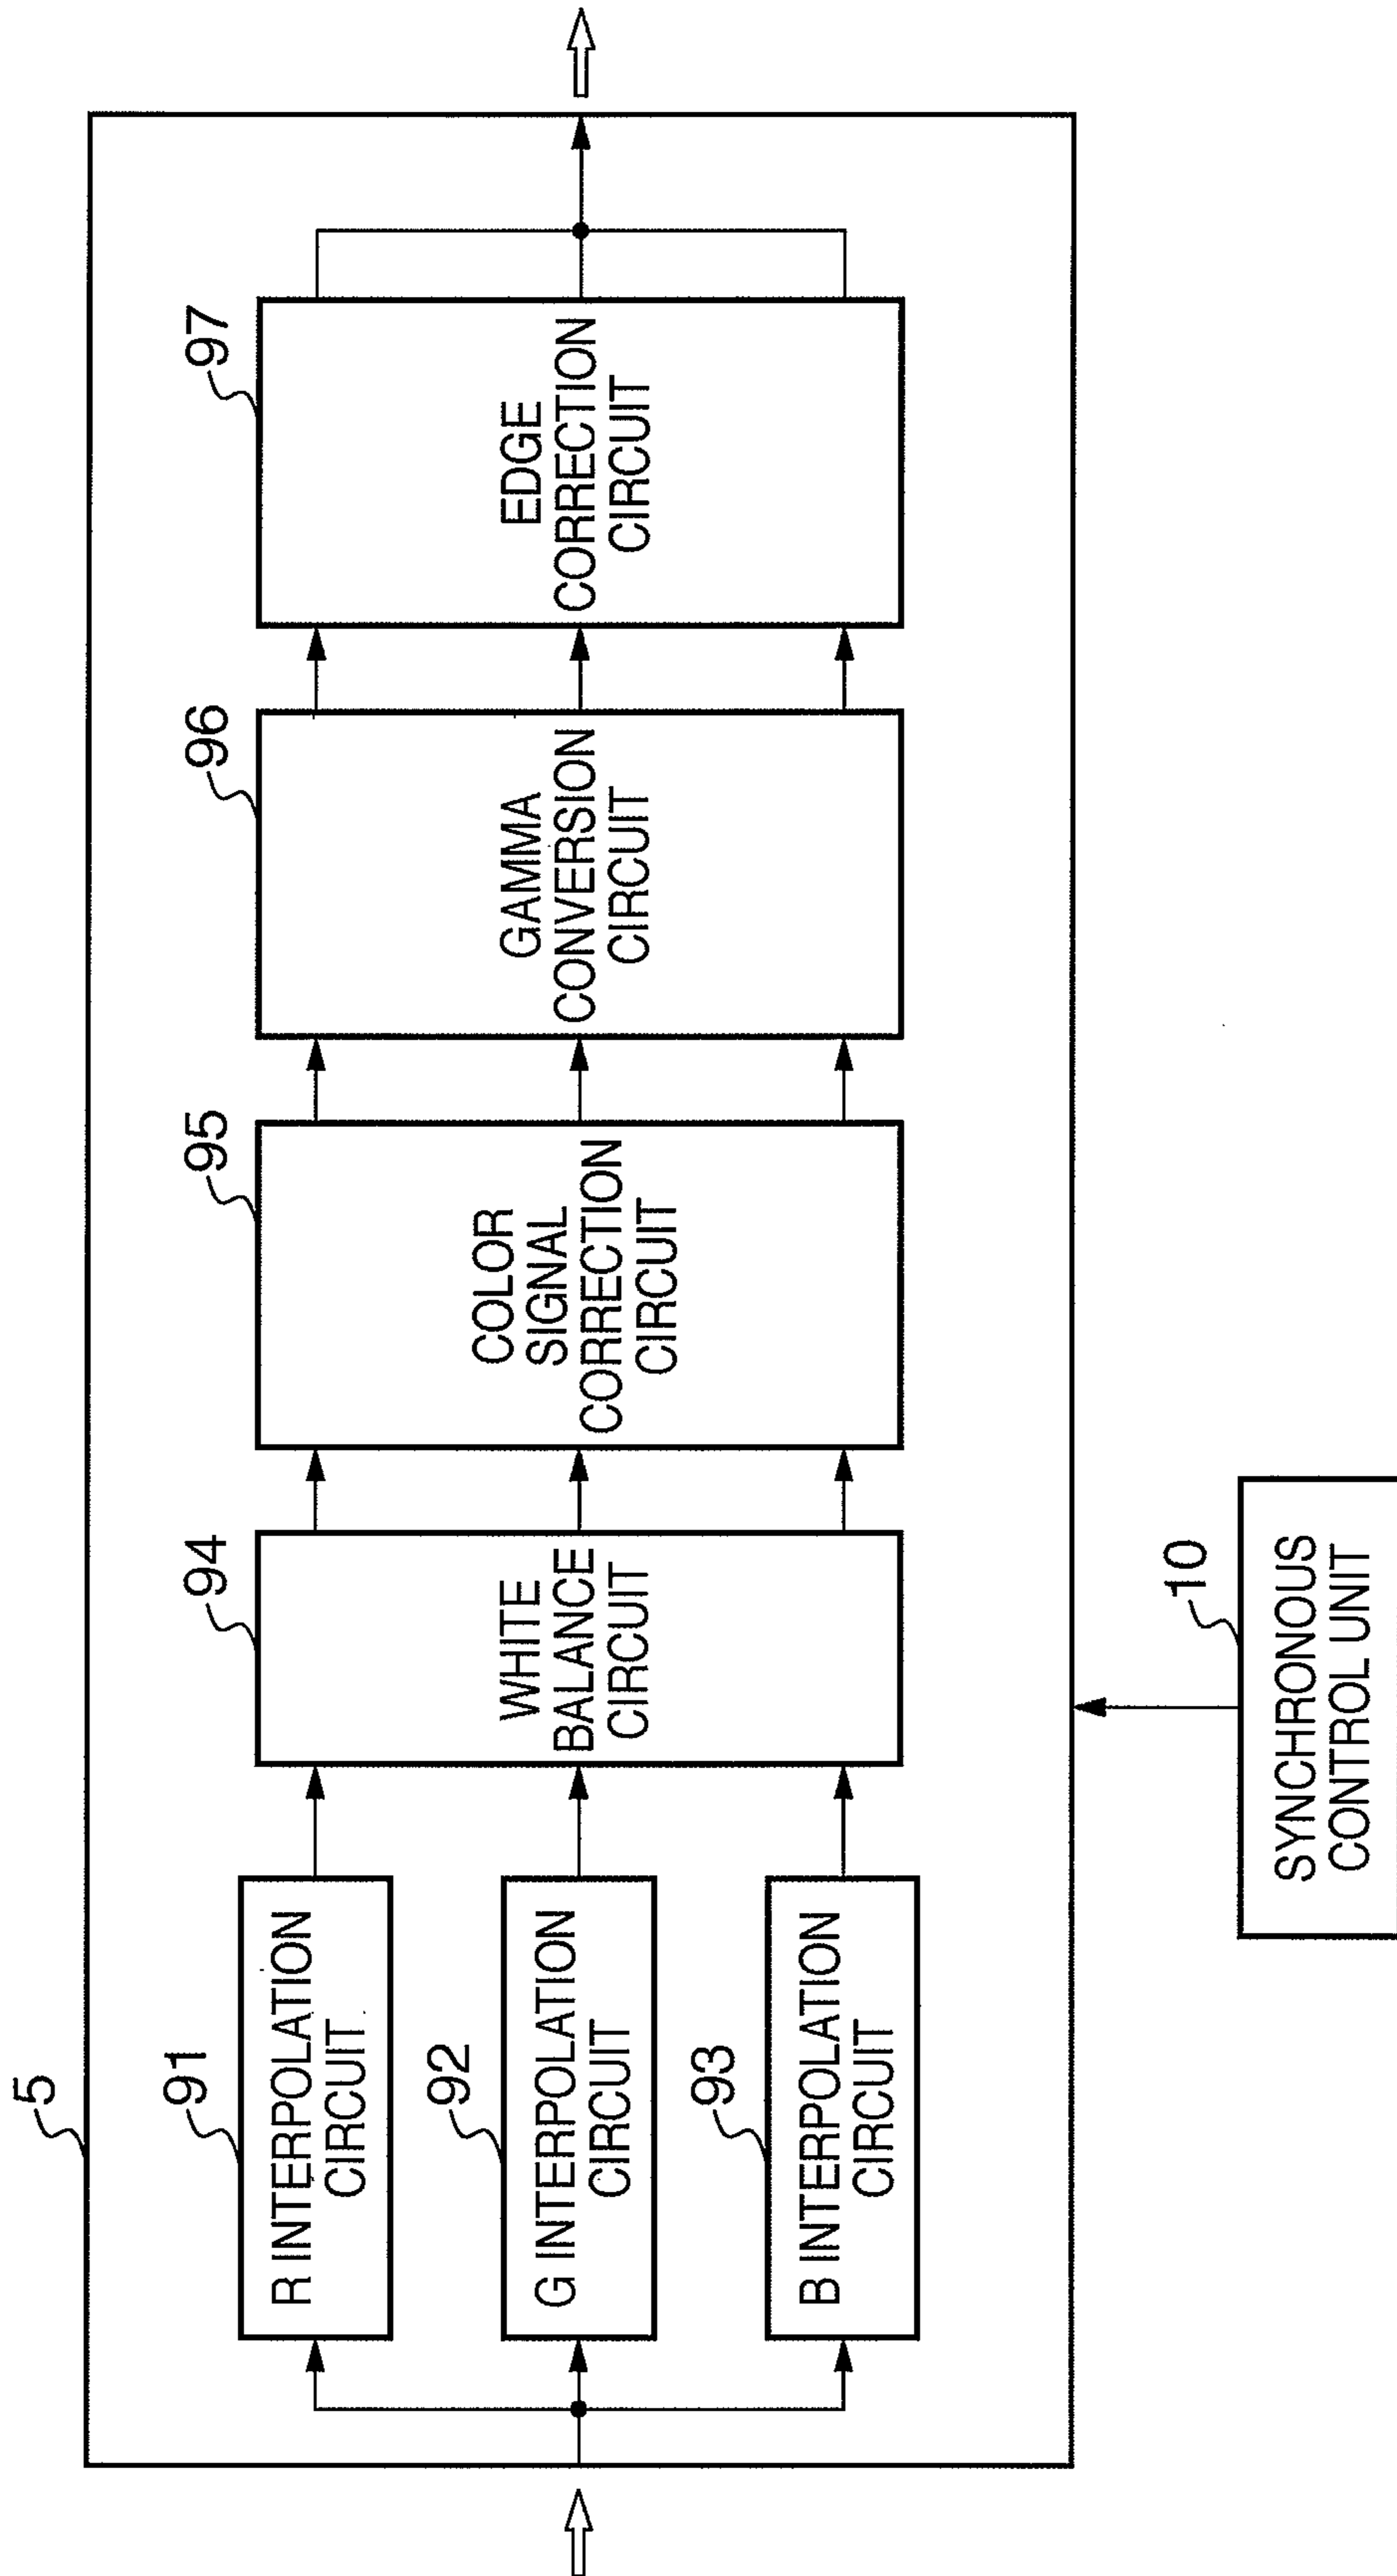 5
91
R INTERPOLATION
CIRCUIT
92
G INTERPOLATION
CIRCUIT
93
B INTERPOLATION
CIRCUIT
94
WHITE
BALANCE
CIRCUIT
95
COLOR
SIGNAL
CORRECTION
CIRCUIT
96
GAMMA
CONVERSION
CIRCUIT
97
EDGE
CORRECTION
CIRCUIT
10
SYNCHRONOUS
CONTROL UNIT